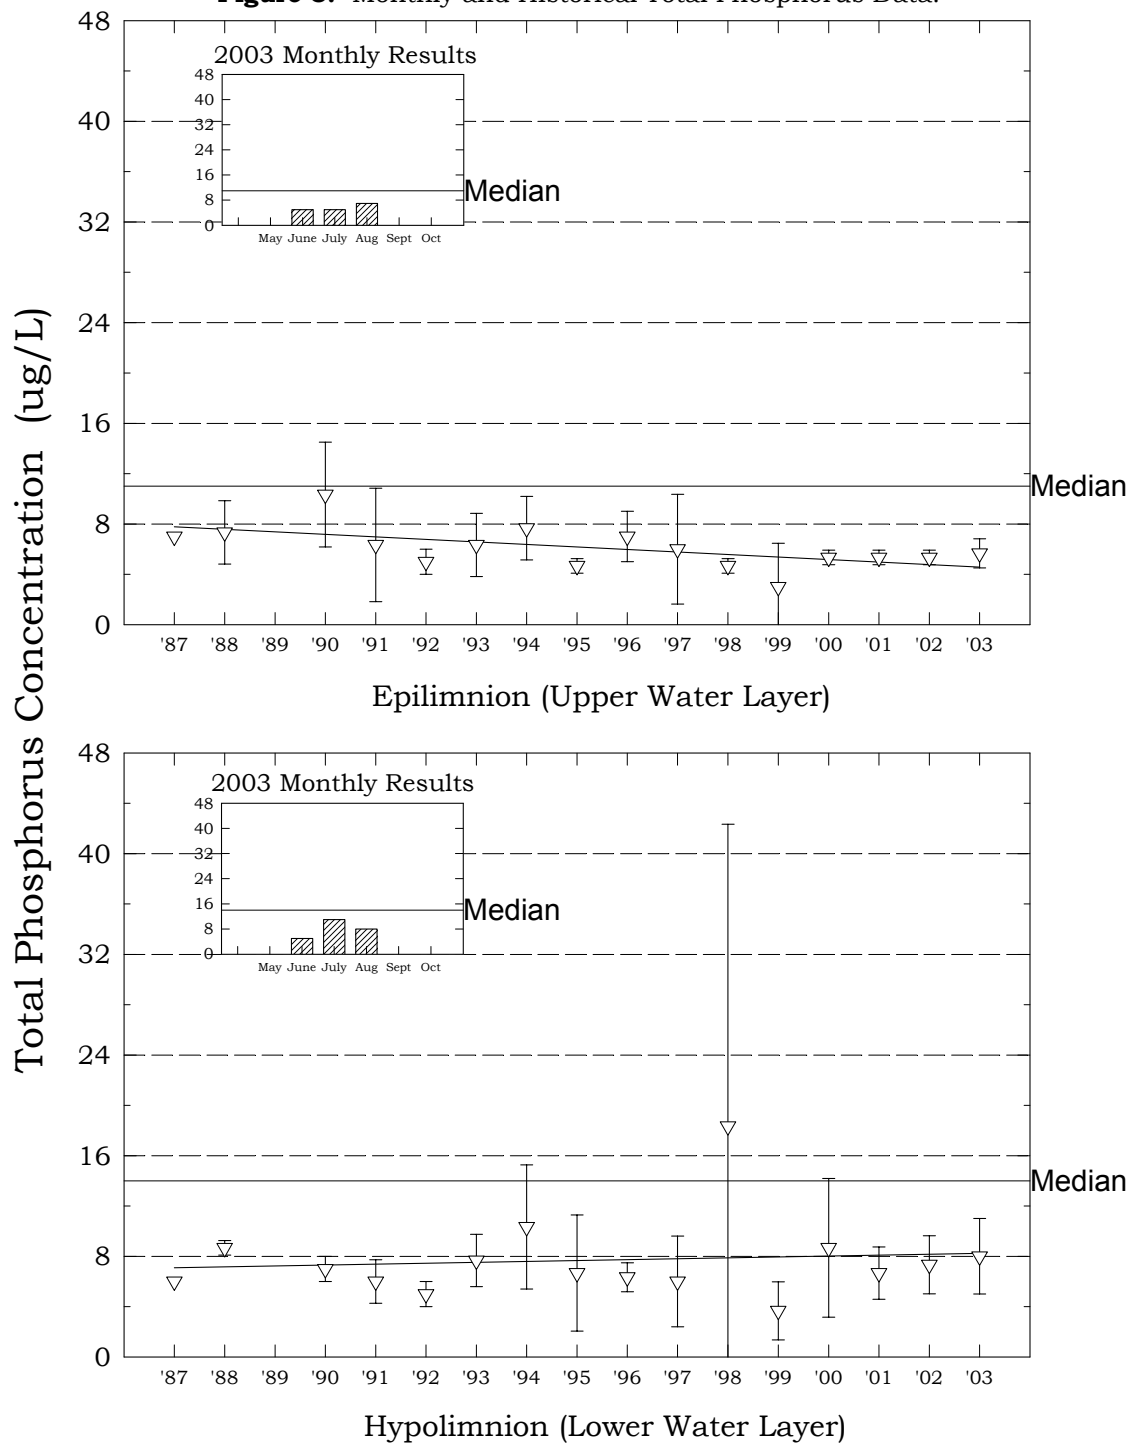 Figure 8. Monthly and Historical Total Phosphorus Data.
Total Phosphorus Concentration (ug/L)
48
40
32
24
16
8
0
2003 Monthly Results
48
40
32
24
16
8
0
May June July Aug Sept Oct
Median
Median
'87 '88 '89 '90 '91 '92 '93 '94 '95 '96 '97 '98 '99 '00 '01 '02 '03
Epilimnion (Upper Water Layer)
48
40
32
24
16
8
0
2003 Monthly Results
48
40
32
24
16
8
0
May June July Aug Sept Oct
Median
Median
'87 '88 '89 '90 '91 '92 '93 '94 '95 '96 '97 '98 '99 '00 '01 '02 '03
Hypolimnion (Lower Water Layer)